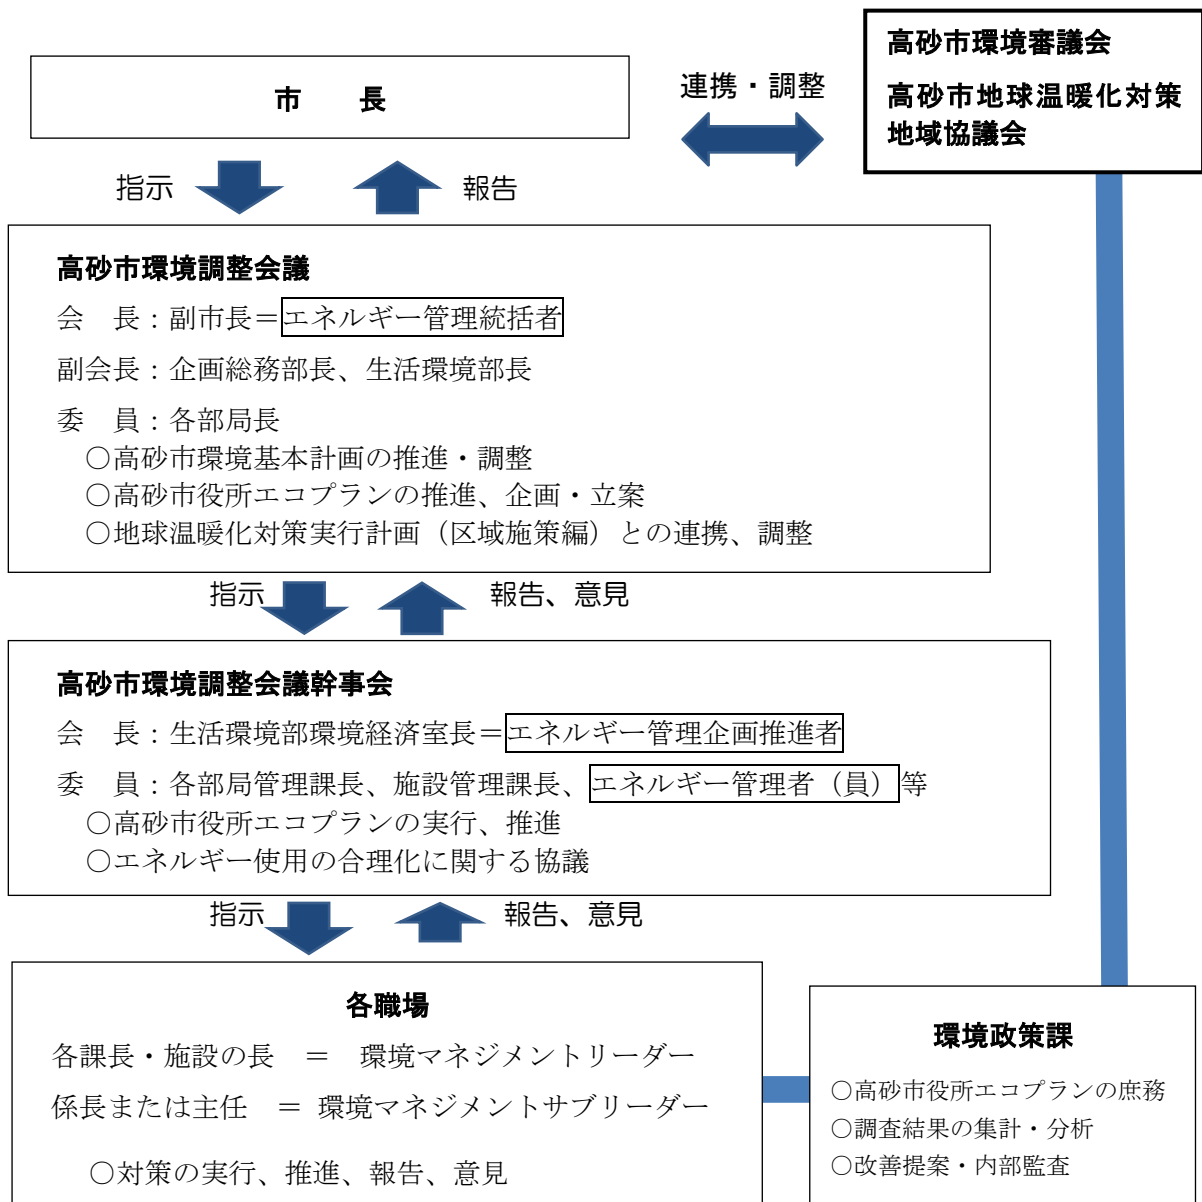 市　　長
連携・調整
高砂市環境審議会
高砂市地球温暖化対策
地域協議会
指示
報告
高砂市環境調整会議
会　長：副市長＝エネルギー管理統括者
副会長：企画総務部長、生活環境部長
委　員：各部局長
○高砂市環境基本計画の推進・調整
○高砂市役所エコプランの推進、企画・立案
○地球温暖化対策実行計画（区域施策編）との連携、調整
指示
報告、意見
高砂市環境調整会議幹事会
会　長：生活環境部環境経済室長＝エネルギー管理企画推進者
委　員：各部局管理課長、施設管理課長、エネルギー管理者（員）等
○高砂市役所エコプランの実行、推進
○エネルギー使用の合理化に関する協議
指示
報告、意見
各職場
各課長・施設の長　＝　環境マネジメントリーダー
係長または主任　＝ 環境マネジメントサブリーダー
○対策の実行、推進、報告、意見
環境政策課
○高砂市役所エコプランの庶務
○調査結果の集計・分析
○改善提案・内部監査